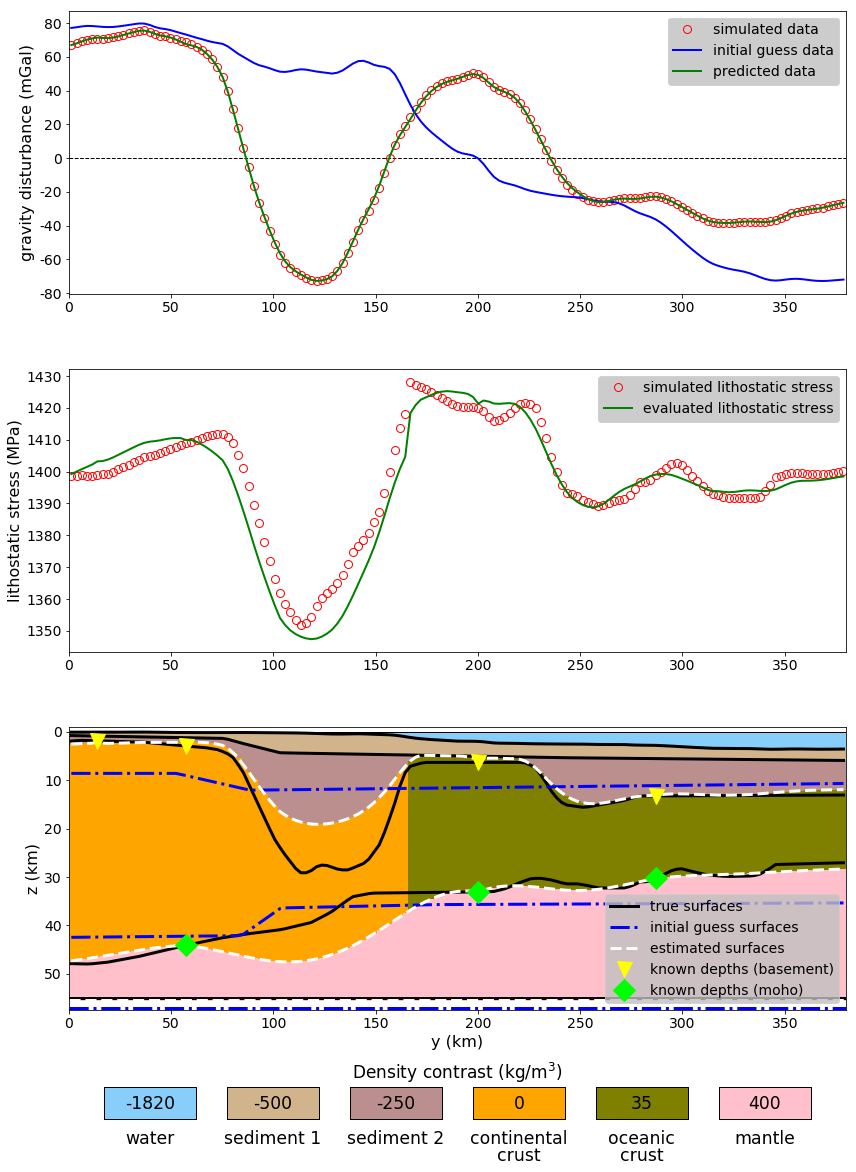 80
60
40
20
0
-20
-40
-60
-80
gravity disturbance (mGal)
simulated data
initial guess data
predicted data
0 50 100 150 200 250 300 350
1430
1420
1410
1400
1390
1380
1370
1360
1350
lithostatic stress (MPa)
simulated lithostatic stress
evaluated lithostatic stress
0 50 100 150 200 250 300 350
0
10
20
30
40
50
z (km)
true surfaces
initial guess surfaces
estimated surfaces
known depths (basement)
known depths (moho)
0 50 100 150 200 250 300 350
y (km)
Density contrast (kg/m³)
-1820 -500 -250 0 35 400
water sediment 1 sediment 2 continental oceanic mantle
crust crust